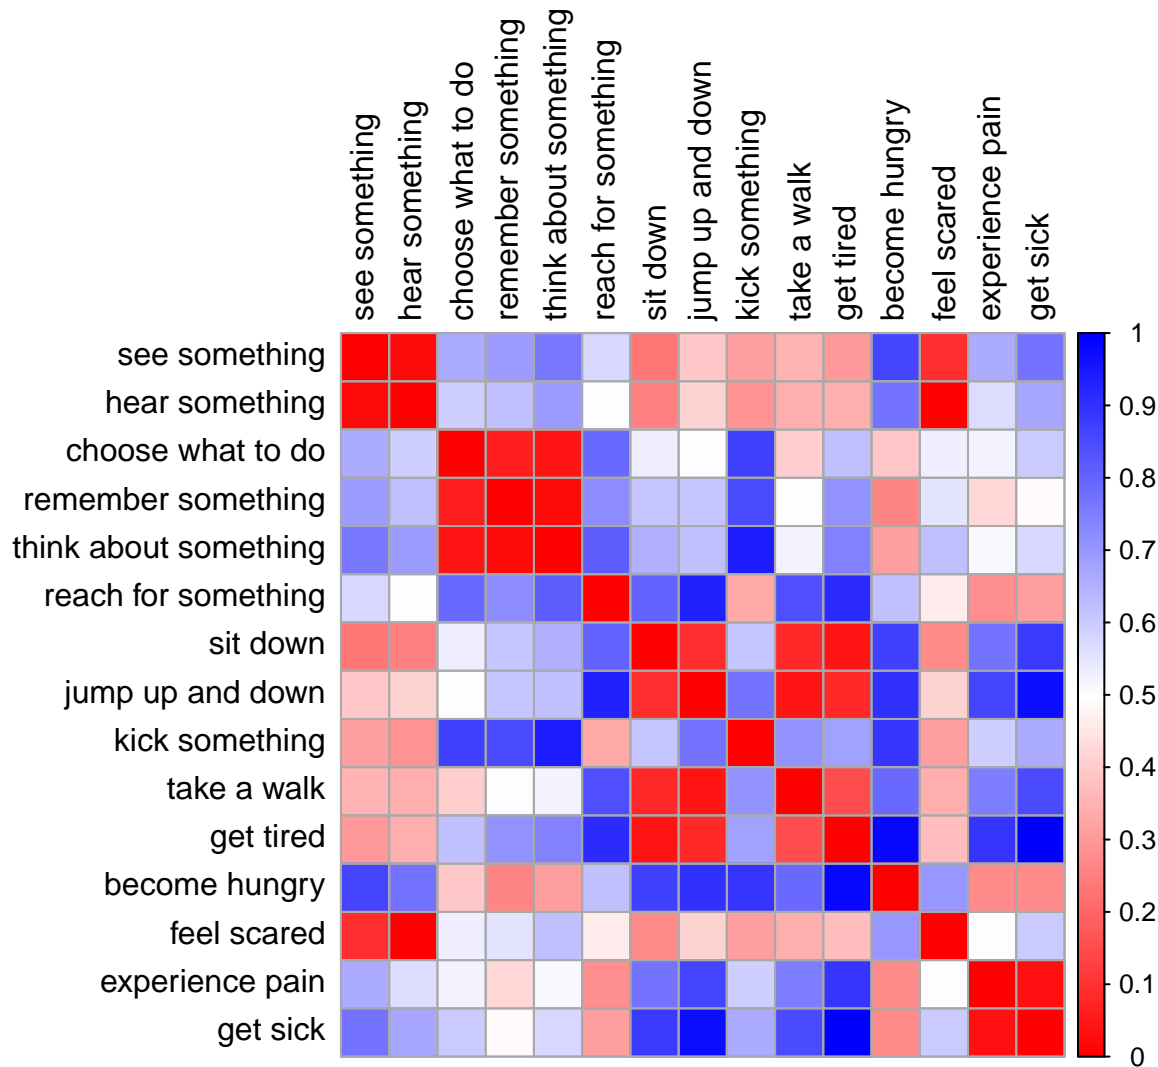 see something
hear something
choose what to do
remember something
think about something
reach for something
sit down
jump up and down
kick something
take a walk
get tired
become hungry
feel scared
experience pain
get sick
see something
hear something
choose what to do
remember something
think about something
reach for something
sit down
jump up and down
kick something
take a walk
get tired
become hungry
feel scared
experience pain
get sick
1
0.9
0.8
0.7
0.6
0.5
0.4
0.3
0.2
0.1
0